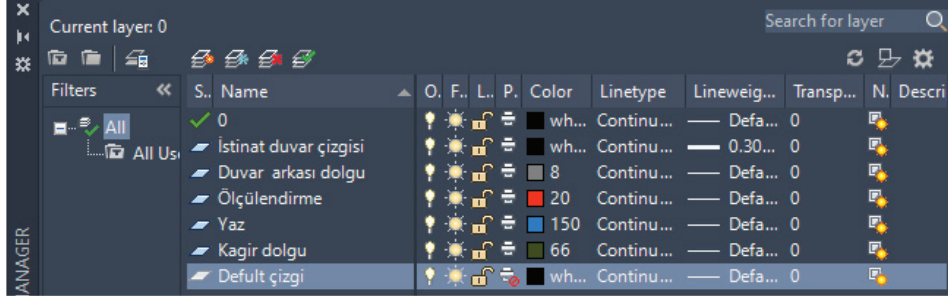 Current layer: 0
Search for layer
Filters
S.. Name O. F.. L.. P. Color Linetype Lineweig... Transp... N. Descri
All
All Us
0 wh... Continu... Defa... 0
İstinat duvar çizgisi wh... Continu... 0.30... 0
Duvar arkası dolgu 8 Continu... Defa... 0
Ölçülendirme 20 Continu... Defa... 0
Yaz 150 Continu... Defa... 0
Kagir dolgu 66 Continu... Defa... 0
Defult çizgi wh... Continu... Defa... 0
MANAGER